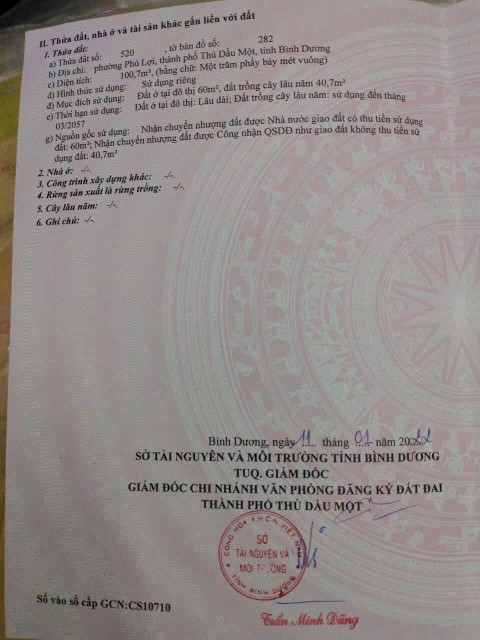 II. Thửa đất, nhà ở và tài sản khác gắn liền với đất
1. Thửa đất:
a) Thửa đất số: 520 , tờ bản đồ số: 282
b) Địa chỉ: phường Phú Lợi, thành phố Thủ Dầu Một, tỉnh Bình Dương
c) Diện tích: 100,7m², (bằng chữ: Một trăm phẩy bảy mét vuông)
d) Hình thức sử dụng: Sử dụng riêng
đ) Mục đích sử dụng: Đất ở tại đô thị 60m², đất trồng cây lâu năm 40,7m²
e) Thời hạn sử dụng: Đất ở tại đô thị: Lâu dài; Đất trồng cây lâu năm: sử dụng đến tháng
03/2057
g) Nguồn gốc sử dụng: Nhận chuyển nhượng đất được Nhà nước giao đất có thu tiền sử dụng
đất: 60m²; Nhận chuyển nhượng đất được Công nhận QSDĐ như giao đất không thu tiền sử
dụng đất: 40,7m²
2. Nhà ở: -/-.
3. Công trình xây dựng khác: -/-.
4. Rừng sản xuất là rừng trồng: -/-.
5. Cây lâu năm: -/-.
6. Ghi chú: -/-.
Bình Dương, ngày 11 tháng 01 năm 2022
SỞ TÀI NGUYÊN VÀ MÔI TRƯỜNG TỈNH BÌNH DƯƠNG
TUQ. GIÁM ĐỐC
GIÁM ĐỐC CHI NHÁNH VĂN PHÒNG ĐĂNG KÝ ĐẤT ĐAI
THÀNH PHỐ THỦ DẦU MỘT
CỘNG HÒA X.H.C.N VIỆT NAM
SỞ
TÀI NGUYÊN VÀ
MÔI TRƯỜNG
TỈNH BÌNH DƯƠNG
Số vào sổ cấp GCN:CS10710
Trần Minh Dũng